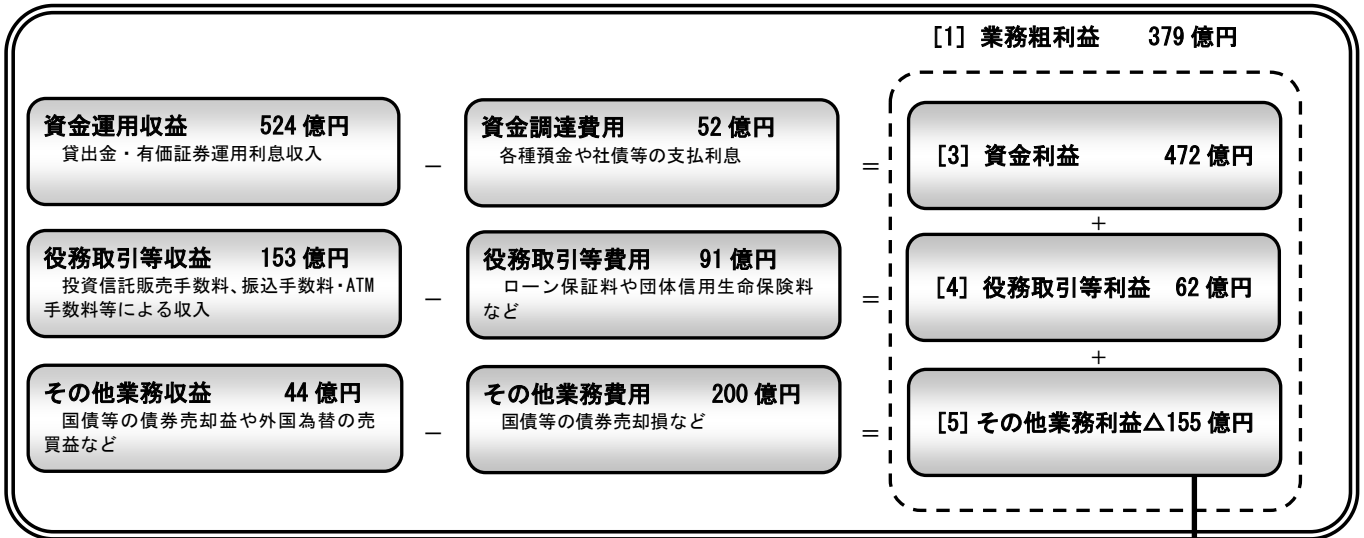 [1] 業務粗利益 379 億円
資金運用収益 524 億円
貸出金・有価証券運用利息収入
－
資金調達費用 52 億円
各種預金や社債等の支払利息
＝
[3] 資金利益 472 億円
＋
役務取引等収益 153 億円
投資信託販売手数料、振込手数料・ATM
手数料等による収入
－
役務取引等費用 91 億円
ローン保証料や団体信用生命保険料
など
＝
[4] 役務取引等利益 62 億円
＋
その他業務収益 44 億円
国債等の債券売却益や外国為替の売
買益など
－
その他業務費用 200 億円
国債等の債券売却損など
＝
[5] その他業務利益△155 億円